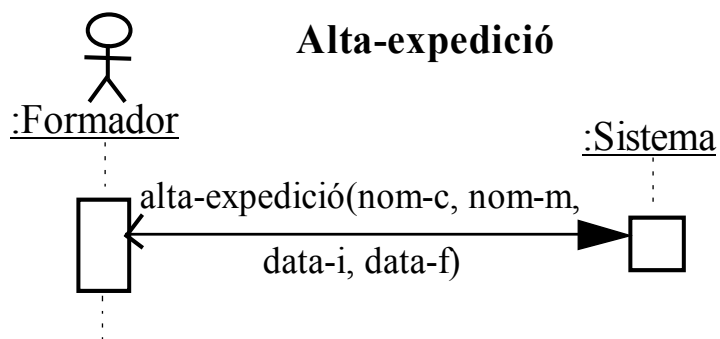 Alta-expedició
:Formador
:Sistema
alta-expedició(nom-c, nom-m,
data-i, data-f)